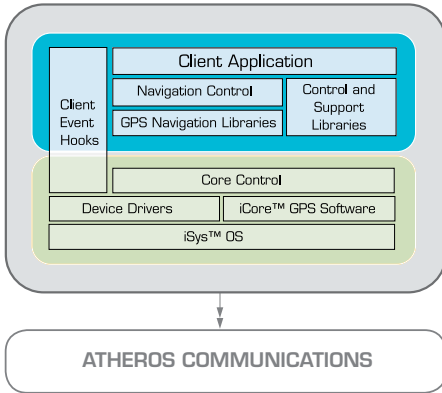 Client Application
Client
Event
Hooks
Navigation Control
GPS Navigation Libraries
Control and
Support
Libraries
Core Control
Device Drivers
iCore™ GPS Software
iSys™ OS
ATHEROS COMMUNICATIONS